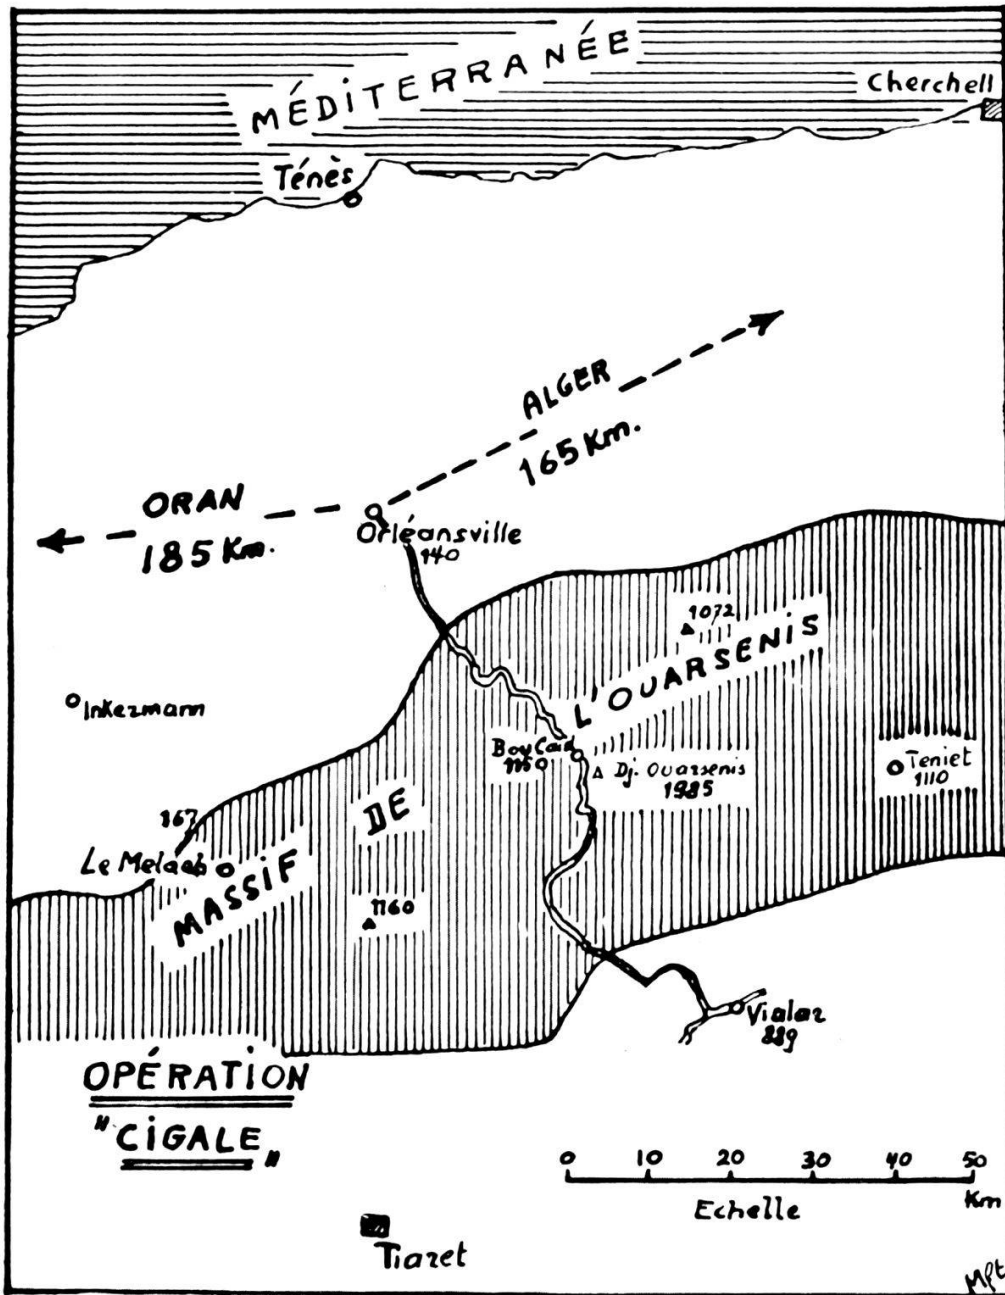 MÉDITERRANÉE
Cherchell
Ténès
ALGER
165 Km.
ORAN
185 Km.
Orléansville
140
1072
L'OUARSENIS
Inkermann
Bou Caïd
1150
Dj. Ouarsenis
1985
Teniet
1110
DE
167
Le Melaab
MASSIF
1160
Vialar
889
OPÉRATION
"CIGALE"
0 10 20 30 40 50
Km
Echelle
Tiaret